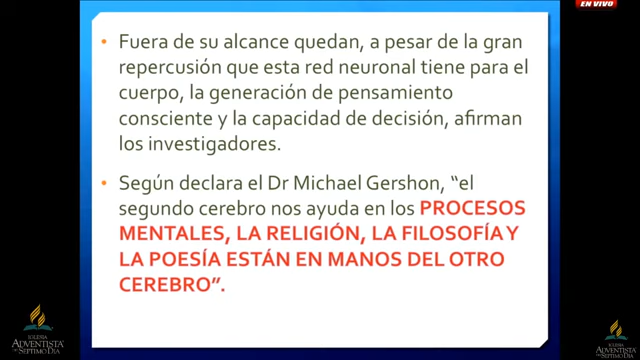 EN VIVO
• Fuera de su alcance quedan, a pesar de la gran
repercusión que esta red neuronal tiene para el
cuerpo, la generación de pensamiento
consciente y la capacidad de decisión, afirman
los investigadores.
• Según declara el Dr Michael Gershon, “el
segundo cerebro nos ayuda en los PROCESOS
MENTALES, LA RELIGIÓN, LA FILOSOFÍA Y
LA POESÍA ESTÁN EN MANOS DEL OTRO
CEREBRO”.
IGLESIA
ADVENTISTA
DEL SÉPTIMO DÍA
IGLESIA
ADVENTISTA
DEL SÉPTIMO DÍA